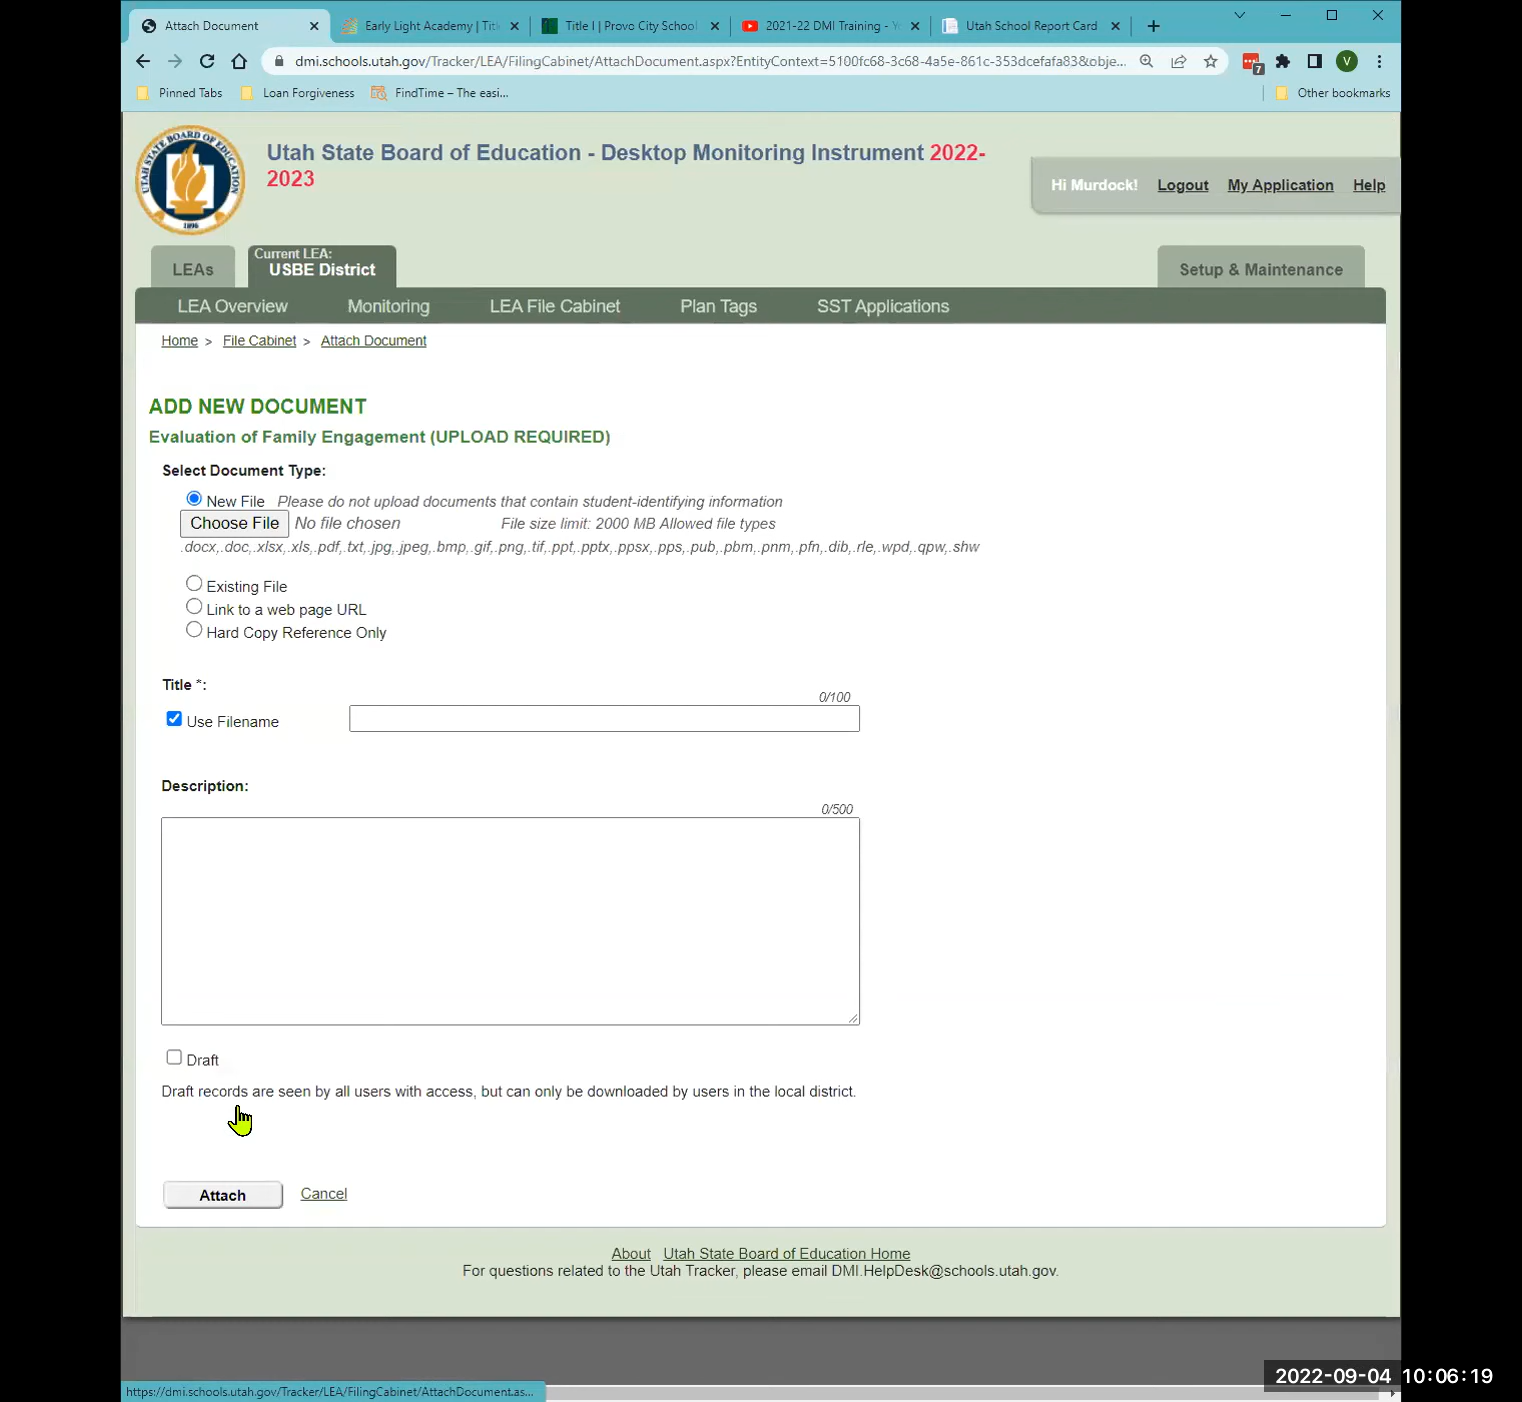 Attach Document
Early Light Academy | Titl
Title I | Provo City School
2021-22 DMI Training - Y
Utah School Report Card
dmi.schools.utah.gov/Tracker/LEA/FilingCabinet/AttachDocument.aspx?EntityContext=5100fc68-3c68-4a5e-861c-353dcefafa83&obje...
7
V
Pinned Tabs
Loan Forgiveness
FindTime – The easi...
Other bookmarks
UTAH STATE BOARD OF EDUCATION
1896
Utah State Board of Education - Desktop Monitoring Instrument 2022-
2023
Hi Murdock!
Logout
My Application
Help
LEAs
Current LEA:
USBE District
Setup & Maintenance
LEA Overview
Monitoring
LEA File Cabinet
Plan Tags
SST Applications
Home > File Cabinet > Attach Document
ADD NEW DOCUMENT
Evaluation of Family Engagement (UPLOAD REQUIRED)
Select Document Type:
New File Please do not upload documents that contain student-identifying information
Choose File No file chosen File size limit: 2000 MB Allowed file types
.docx,.doc,.xlsx,.xls,.pdf,.txt,.jpg,.jpeg,.bmp,.gif,.png,.tif,.ppt,.pptx,.ppsx,.pps,.pub,.pbm,.pnm,.pfn,.dib,.rle,.wpd,.qpw,.shw
Existing File
Link to a web page URL
Hard Copy Reference Only
Title *:
0/100
Use Filename
Description:
0/500
Draft
Draft records are seen by all users with access, but can only be downloaded by users in the local district.
Attach
Cancel
About
Utah State Board of Education Home
For questions related to the Utah Tracker, please email DMI.HelpDesk@schools.utah.gov.
2022-09-04 10:06:19
https://dmi.schools.utah.gov/Tracker/LEA/FilingCabinet/AttachDocument.as...